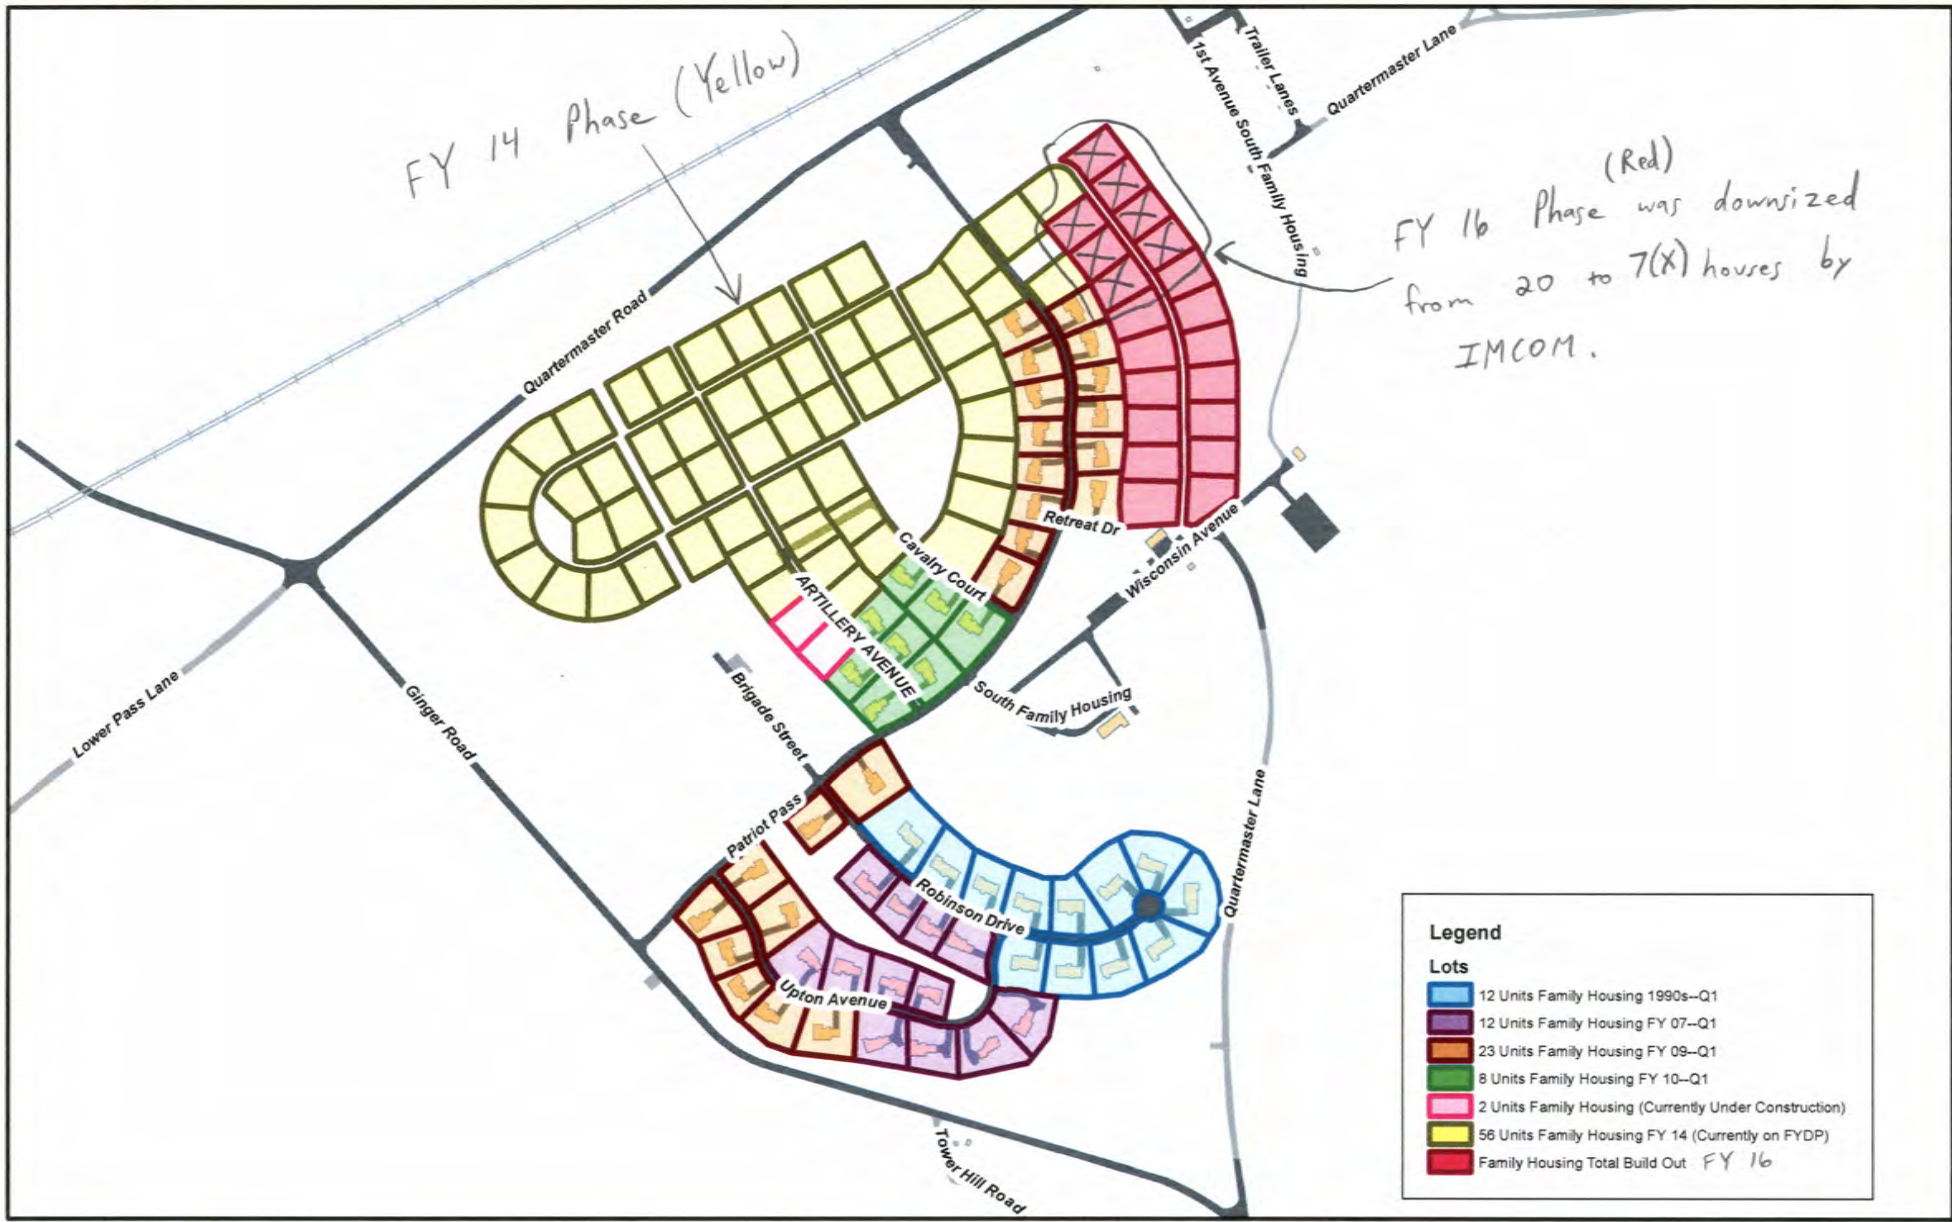 FY 14 Phase (Yellow)
Trailer Lanes
Quartermaster Lane
1st Avenue South Family Housing
(Red)
FY 16 Phase was downsized
from 20 to 7(X) houses by
IMCOM.
Quartermaster Road
Retreat Dr
Cavalry Court
Wisconsin Avenue
ARTILLERY AVENUE
Lower Pass Lane
Ginger Road
Brigade Street
South Family Housing
Patriot Pass
Quartermaster Lane
Robinson Drive
Upton Avenue
Tower Hill Road
Legend
Lots
12 Units Family Housing 1990s--Q1
12 Units Family Housing FY 07--Q1
23 Units Family Housing FY 09--Q1
8 Units Family Housing FY 10--Q1
2 Units Family Housing (Currently Under Construction)
56 Units Family Housing FY 14 (Currently on FYDP)
Family Housing Total Build Out FY 16